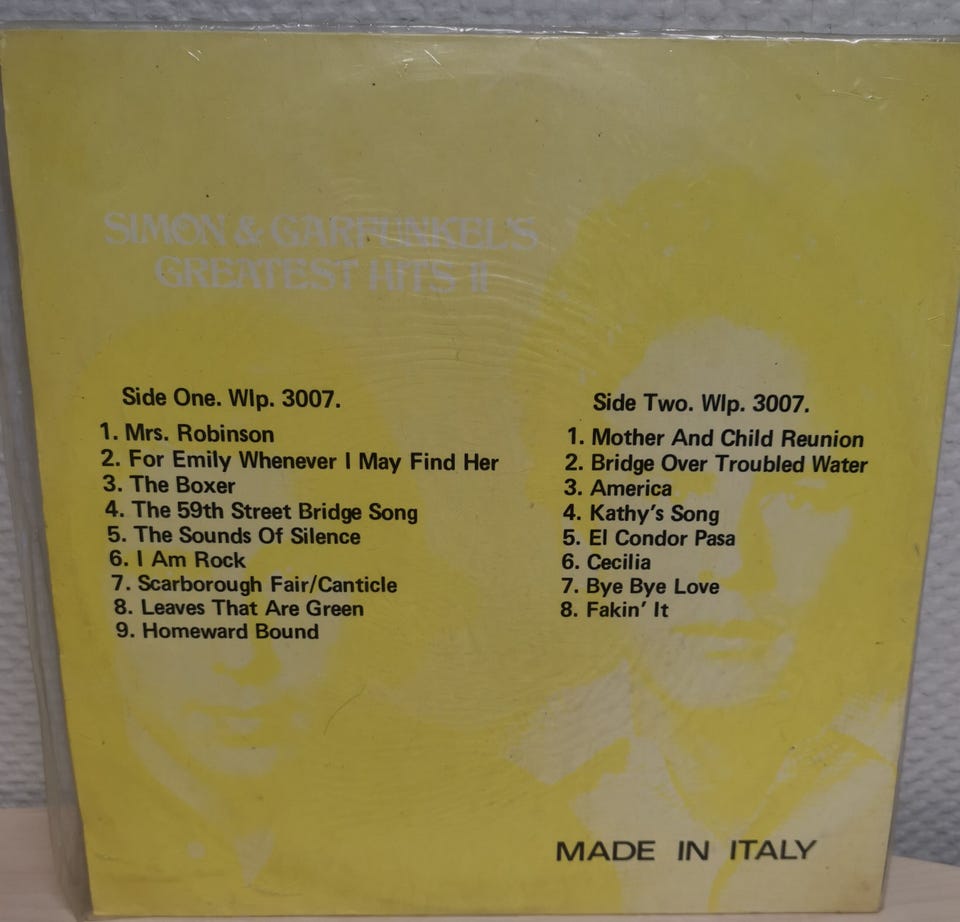 SIMON & GARFUNKEL'S
GREATEST HITS II
Side One. Wlp. 3007.
1. Mrs. Robinson
2. For Emily Whenever I May Find Her
3. The Boxer
4. The 59th Street Bridge Song
5. The Sounds Of Silence
6. I Am Rock
7. Scarborough Fair/Canticle
8. Leaves That Are Green
9. Homeward Bound
Side Two. Wlp. 3007.
1. Mother And Child Reunion
2. Bridge Over Troubled Water
3. America
4. Kathy's Song
5. El Condor Pasa
6. Cecilia
7. Bye Bye Love
8. Fakin' It
MADE IN ITALY